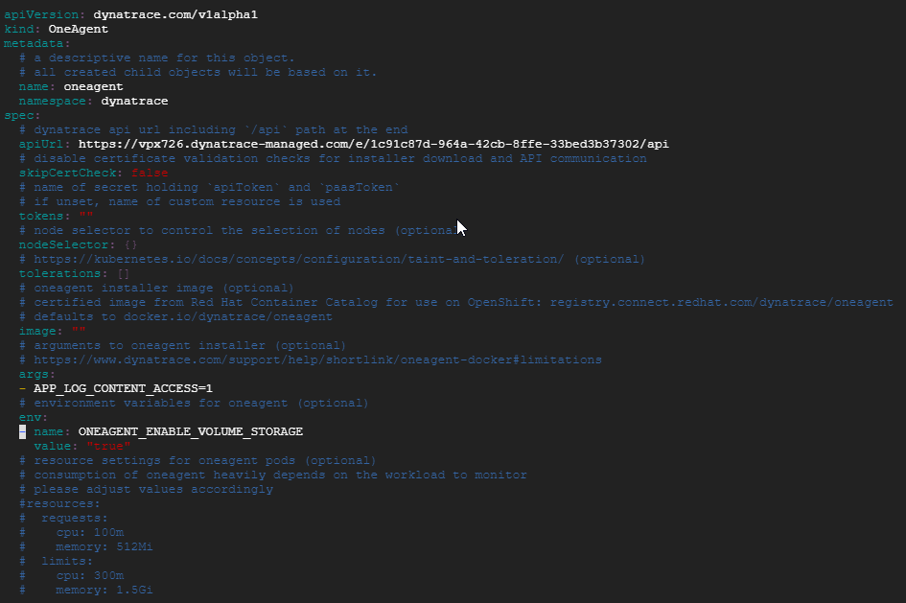 apiVersion: dynatrace.com/v1alpha1
kind: OneAgent
metadata:
  # a descriptive name for this object.
  # all created child objects will be based on it.
  name: oneagent
  namespace: dynatrace
spec:
  # dynatrace api url including `/api` path at the end
  apiUrl: https://vpx726.dynatrace-managed.com/e/1c91c87d-964a-42cb-8ffe-33bed3b37302/api
  # disable certificate validation checks for installer download and API communication
  skipCertCheck: false
  # name of secret holding `apiToken` and `paasToken`
  # if unset, name of custom resource is used
  tokens: ""
  # node selector to control the selection of nodes (optional)
  nodeSelector: {}
  # https://kubernetes.io/docs/concepts/configuration/taint-and-toleration/ (optional)
  tolerations: []
  # oneagent installer image (optional)
  # certified image from Red Hat Container Catalog for use on OpenShift: registry.connect.redhat.com/dynatrace/oneagent
  # defaults to docker.io/dynatrace/oneagent
  image: ""
  # arguments to oneagent installer (optional)
  # https://www.dynatrace.com/support/help/shortlink/oneagent-docker#limitations
  args:
  - APP_LOG_CONTENT_ACCESS=1
  # environment variables for oneagent (optional)
  env:
  - name: ONEAGENT_ENABLE_VOLUME_STORAGE
    value: "true"
  # resource settings for oneagent pods (optional)
  # consumption of oneagent heavily depends on the workload to monitor
  # please adjust values accordingly
  #resources:
  #  requests:
  #    cpu: 100m
  #    memory: 512Mi
  #  limits:
  #    cpu: 300m
  #    memory: 1.5Gi